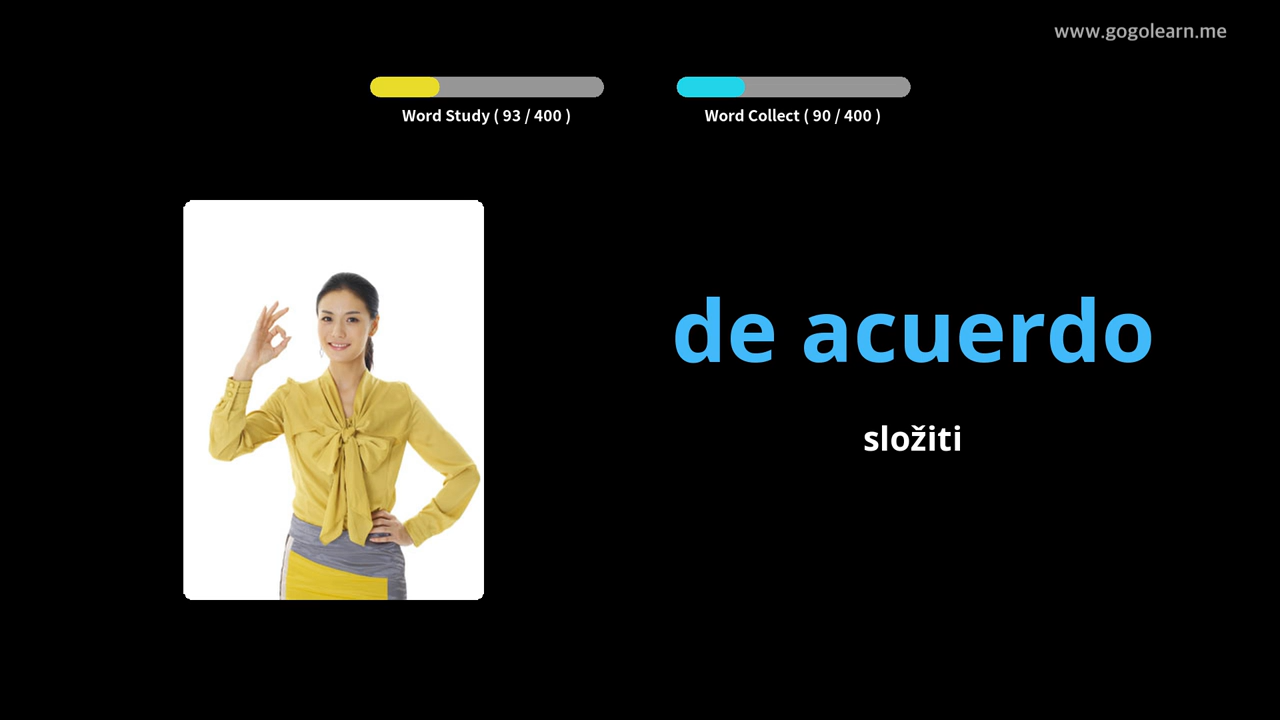 www.gogolearn.me
Word Study ( 93 / 400 )
Word Collect ( 90 / 400 )
de acuerdo
složiti